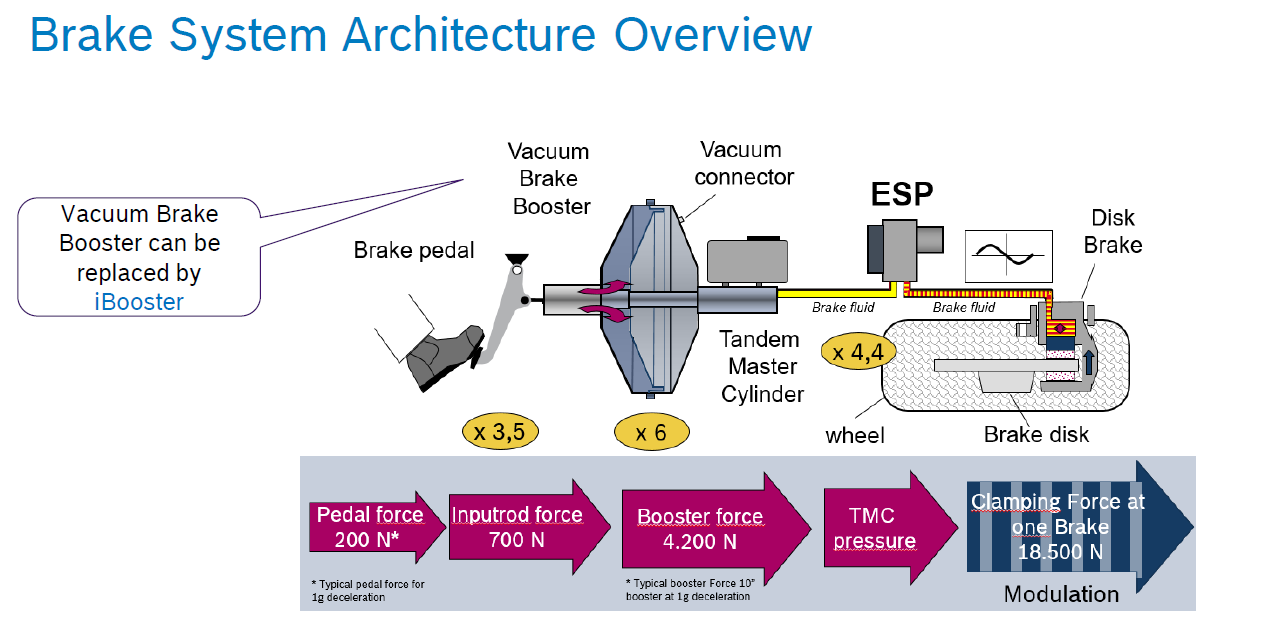 Brake System Architecture Overview
Vacuum Brake
Booster can be
replaced by
iBooster
Brake pedal
Vacuum
Brake
Booster
Vacuum
connector
ESP
Disk
Brake
Brake fluid
Brake fluid
Tandem
Master
Cylinder
x 4,4
wheel
Brake disk
x 3,5
x 6
Pedal force
200 N*
Inputrod force
700 N
Booster force
4.200 N
TMC
pressure
Clamping Force at
one Brake
18.500 N
* Typical pedal force for
1g deceleration
* Typical booster Force 10"
booster at 1g deceleration
Modulation